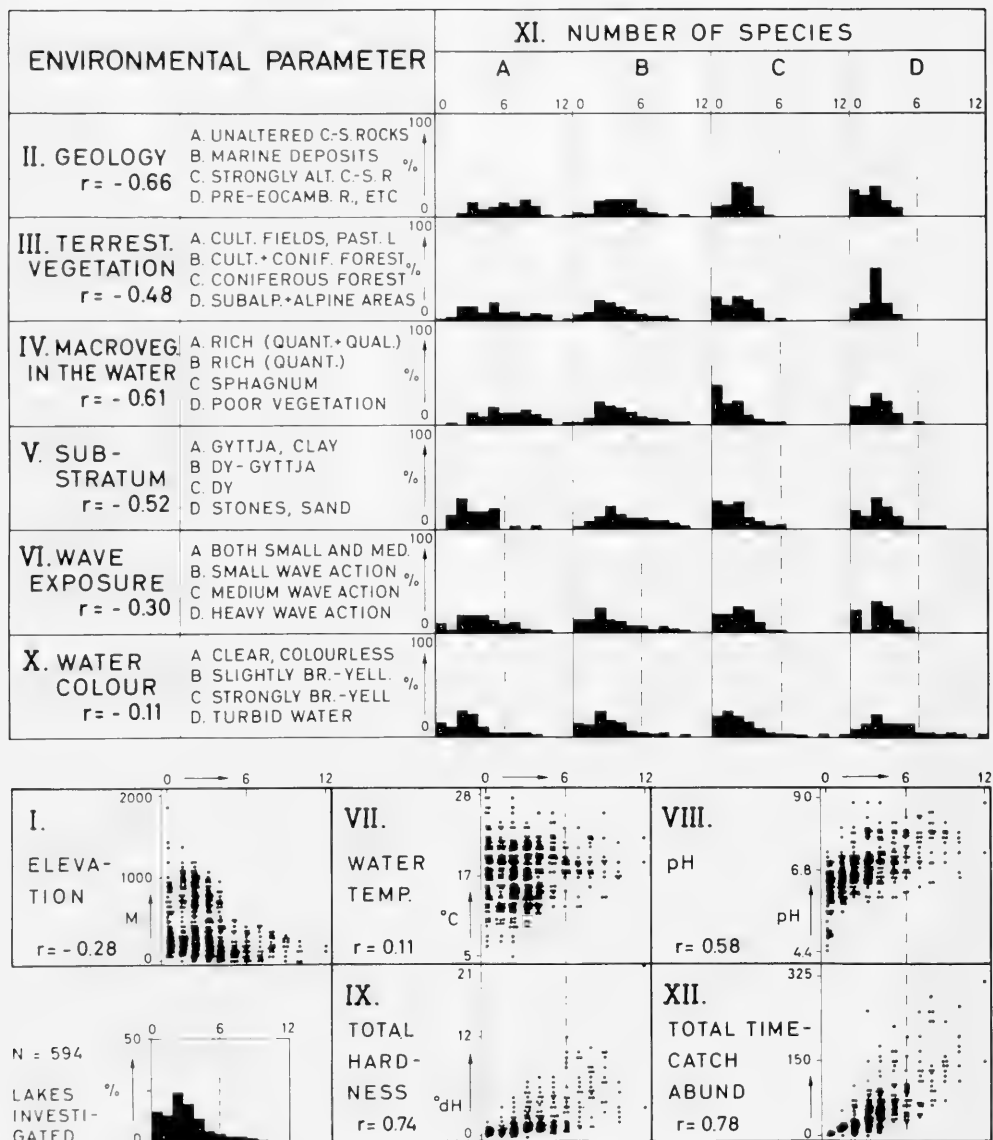 XI. NUMBER OF SPECIES
ENVIRONMENTAL PARAMETER
A B C D
0 6 12 0 6 12 0 6 12 0 6 12
II. GEOLOGY
r = - 0.66
A. UNALTERED C.-S. ROCKS
B. MARINE DEPOSITS
C. STRONGLY ALT. C.-S. R
D. PRE-EOCAMB. R., ETC
100
%
0
III. TERREST.
VEGETATION
r = - 0.48
A. CULT. FIELDS, PAST. L
B. CULT.+ CONIF. FOREST
C. CONIFEROUS FOREST
D. SUBALP.+ ALPINE AREAS
100
%
0
IV. MACROVEG.
IN THE WATER
r = - 0.61
A. RICH (QUANT.+ QUAL.)
B RICH (QUANT.)
C SPHAGNUM
D. POOR VEGETATION
100
%
0
V. SUB-
STRATUM
r = - 0.52
A. GYTTJA, CLAY
B DY-GYTTJA
C. DY
D STONES, SAND
100
%
0
VI. WAVE
EXPOSURE
r = - 0.30
A BOTH SMALL AND MED.
B. SMALL WAVE ACTION
C MEDIUM WAVE ACTION
D. HEAVY WAVE ACTION
100
%
0
X. WATER
COLOUR
r = - 0.11
A CLEAR, COLOURLESS
B SLIGHTLY BR.-YELL.
C STRONGLY BR.-YELL
D. TURBID WATER
100
%
0
0 6 12
2000
I.
ELEVA-
TION
1000
M
r = - 0.28
0
0 6 12
28
VII.
WATER
TEMP.
17
°C
r = 0.11
5
0 6 12
90
VIII.
pH
6.8
pH
r = 0.58
4.4
21
IX.
TOTAL
HARD-
NESS
12
°dH
r = 0.74
0
325
XII.
TOTAL TIME-
CATCH
ABUND
150
r = 0.78
0
0 6 12
50
N = 594
%
LAKES
INVESTI-
GATED
0